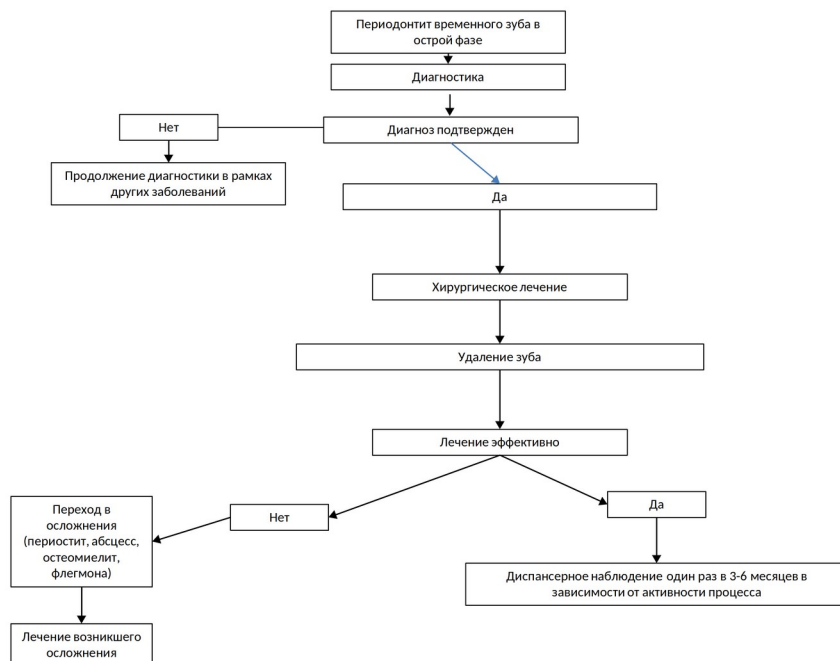 Периодонтит временного зуба в
острой фазе
Диагностика
Нет
Диагноз подтвержден
Продолжение диагностики в рамках
других заболеваний
Да
Хирургическое лечение
Удаление зуба
Лечение эффективно
Переход в
осложнения
(периостит, абсцесс,
остеомиелит,
флегмона)
Нет
Да
Диспансерное наблюдение один раз в 3-6 месяцев в
зависимости от активности процесса
Лечение возникшего
осложнения